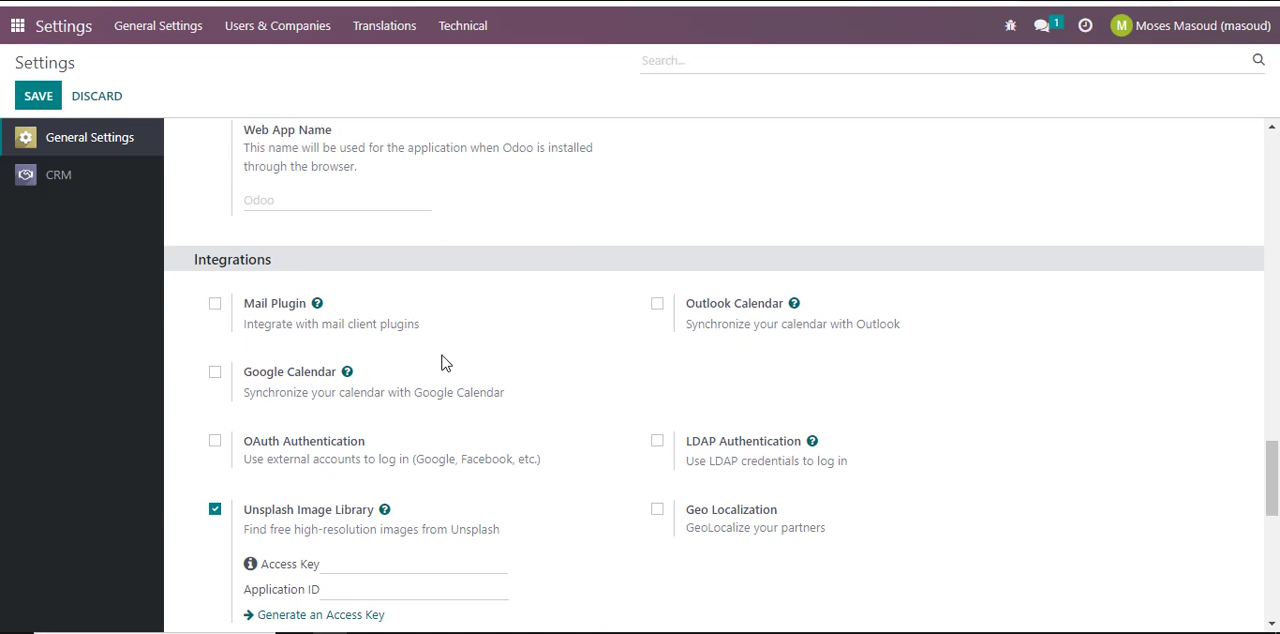 Settings General Settings Users & Companies Translations Technical 1 M Moses Masoud (masoud)
Settings Search...
SAVE DISCARD
General Settings
CRM
Web App Name
This name will be used for the application when Odoo is installed
through the browser.
Odoo
Integrations
Mail Plugin ?
Integrate with mail client plugins
Outlook Calendar ?
Synchronize your calendar with Outlook
Google Calendar ?
Synchronize your calendar with Google Calendar
OAuth Authentication
Use external accounts to log in (Google, Facebook, etc.)
LDAP Authentication ?
Use LDAP credentials to log in
Unsplash Image Library ?
Find free high-resolution images from Unsplash
Access Key
Application ID
Generate an Access Key
Geo Localization
GeoLocalize your partners